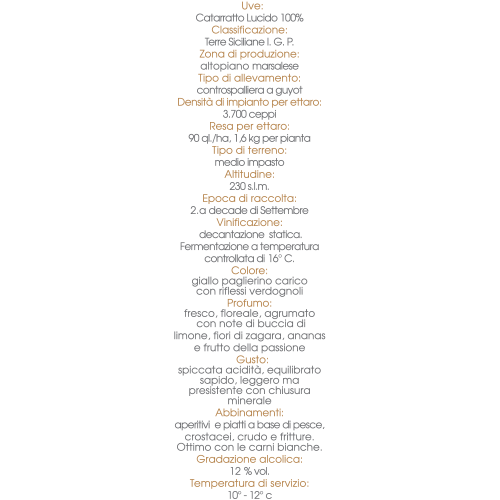 Uve:
Catarratto Lucido 100%
Classificazione:
Terre Siciliane I. G. P.
Zona di produzione:
altopiano marsalese
Tipo di allevamento:
controspalliera a guyot
Densità di impianto per ettaro:
3.700 ceppi
Resa per ettaro:
90 ql./ha, 1,6 kg per pianta
Tipo di terreno:
medio impasto
Altitudine:
230 s.l.m.
Epoca di raccolta:
2.a decade di Settembre
Vinificazione:
decantazione statica.
Fermentazione a temperatura
controllata di 16° C.
Colore:
giallo paglierino carico
con riflessi verdognoli
Profumo:
fresco, floreale, agrumato
con note di buccia di
limone, fiori di zagara, ananas
e frutto della passione
Gusto:
spiccata acidità, equilibrato
sapido, leggero ma
presistente con chiusura
minerale
Abbinamenti:
aperitivi e piatti a base di pesce,
crostacei, crudo e fritture.
Ottimo con le carni bianche.
Gradazione alcolica:
12 % vol.
Temperatura di servizio:
10° - 12° c